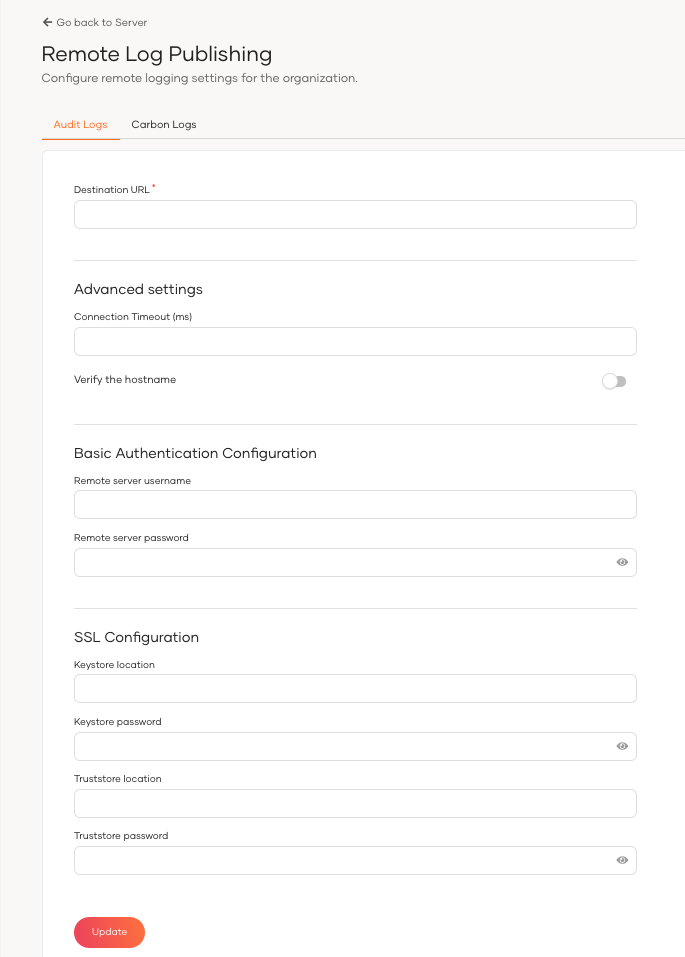 Go back to Server
Remote Log Publishing
Configure remote logging settings for the organization.
Audit Logs Carbon Logs
Destination URL *
Advanced settings
Connection Timeout (ms)
Verify the hostname
Basic Authentication Configuration
Remote server username
Remote server password
SSL Configuration
Keystore location
Keystore password
Truststore location
Truststore password
Update